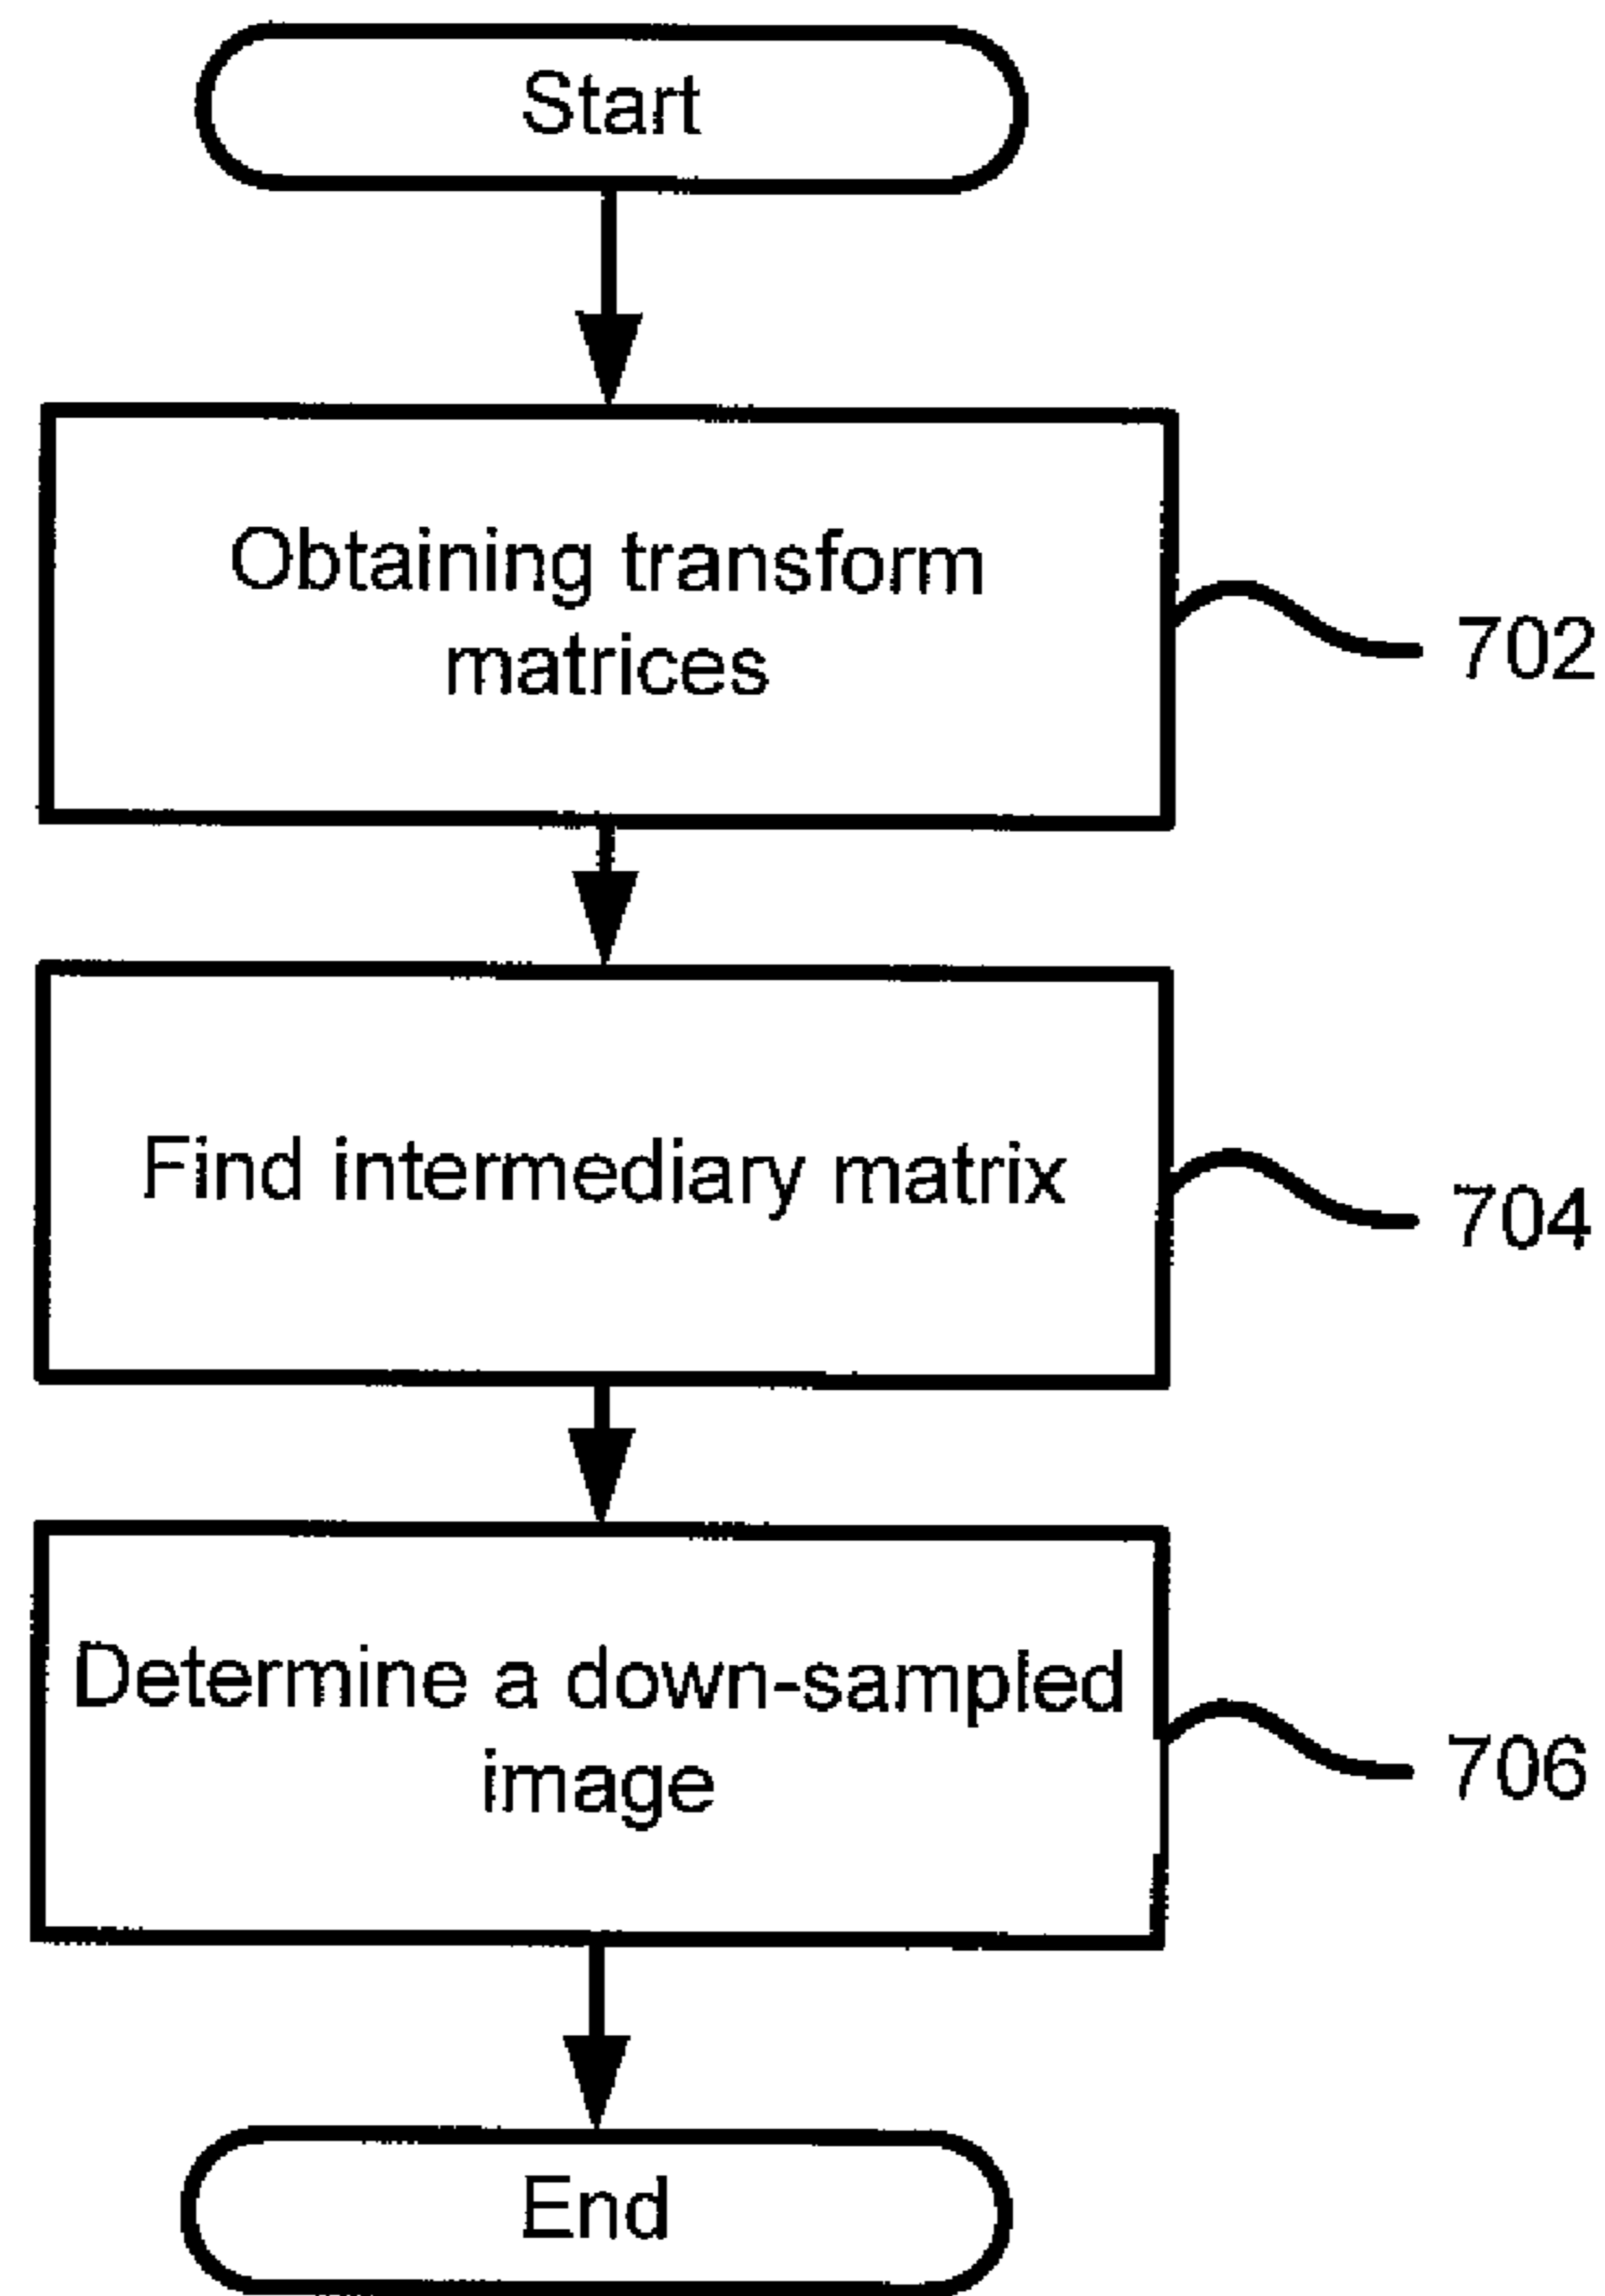 Start
Obtaining transform
matrices
702
Find intermediary matrix
704
Determine a down-sampled
image
706
End